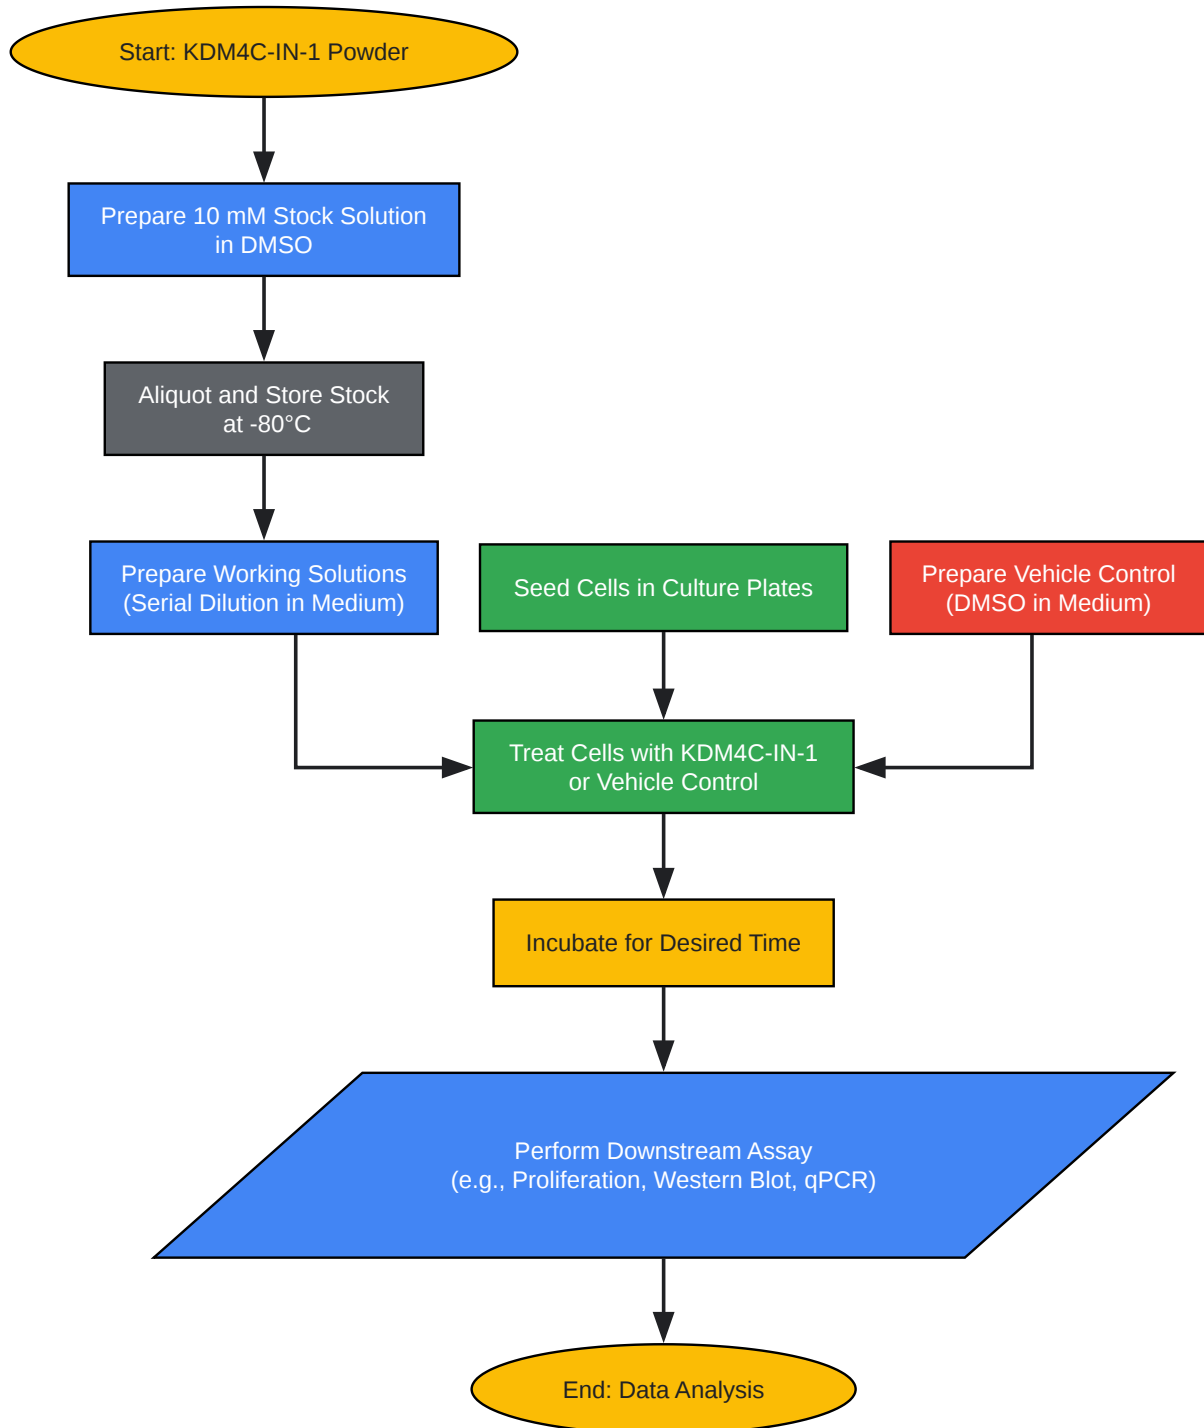 Start: KDM4C-IN-1 Powder
Prepare 10 mM Stock Solution
in DMSO
Aliquot and Store Stock
at -80°C
Prepare Working Solutions
(Serial Dilution in Medium)
Seed Cells in Culture Plates
Prepare Vehicle Control
(DMSO in Medium)
Treat Cells with KDM4C-IN-1
or Vehicle Control
Incubate for Desired Time
Perform Downstream Assay
(e.g., Proliferation, Western Blot, qPCR)
End: Data Analysis